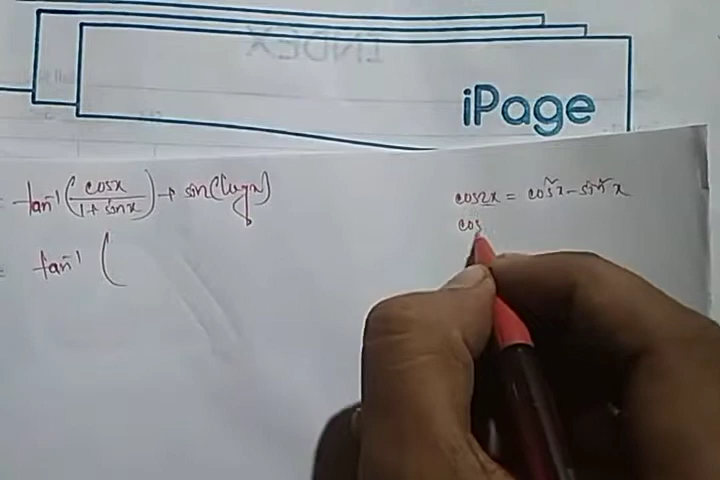 INDEX
iPage
= tan⁻¹(cosx / 1 + sinx) + sin(logx)
cos2x = cos²x - sin²x
cos
= tan⁻¹ (